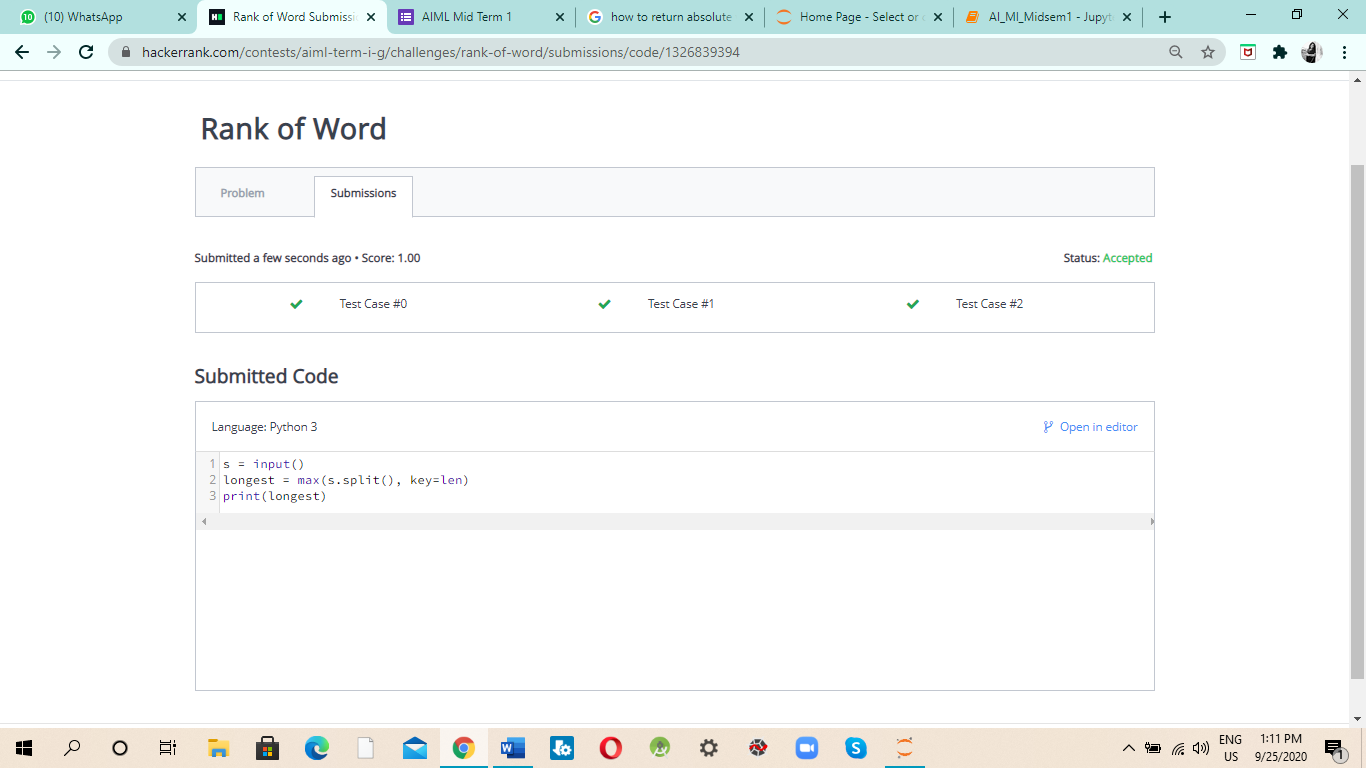 (10) WhatsApp
Rank of Word Submissi
AIML Mid Term 1
how to return absolute
Home Page - Select or
AI_Ml_Midsem1 - Jupyt
hackerrank.com/contests/aiml-term-i-g/challenges/rank-of-word/submissions/code/1326839394
Rank of Word
Problem
Submissions
Submitted a few seconds ago • Score: 1.00
Status: Accepted
Test Case #0
Test Case #1
Test Case #2
Submitted Code
Language: Python 3
Open in editor
1 s = input()
2 longest = max(s.split(), key=len)
3 print(longest)
ENG
US
1:11 PM
9/25/2020
1